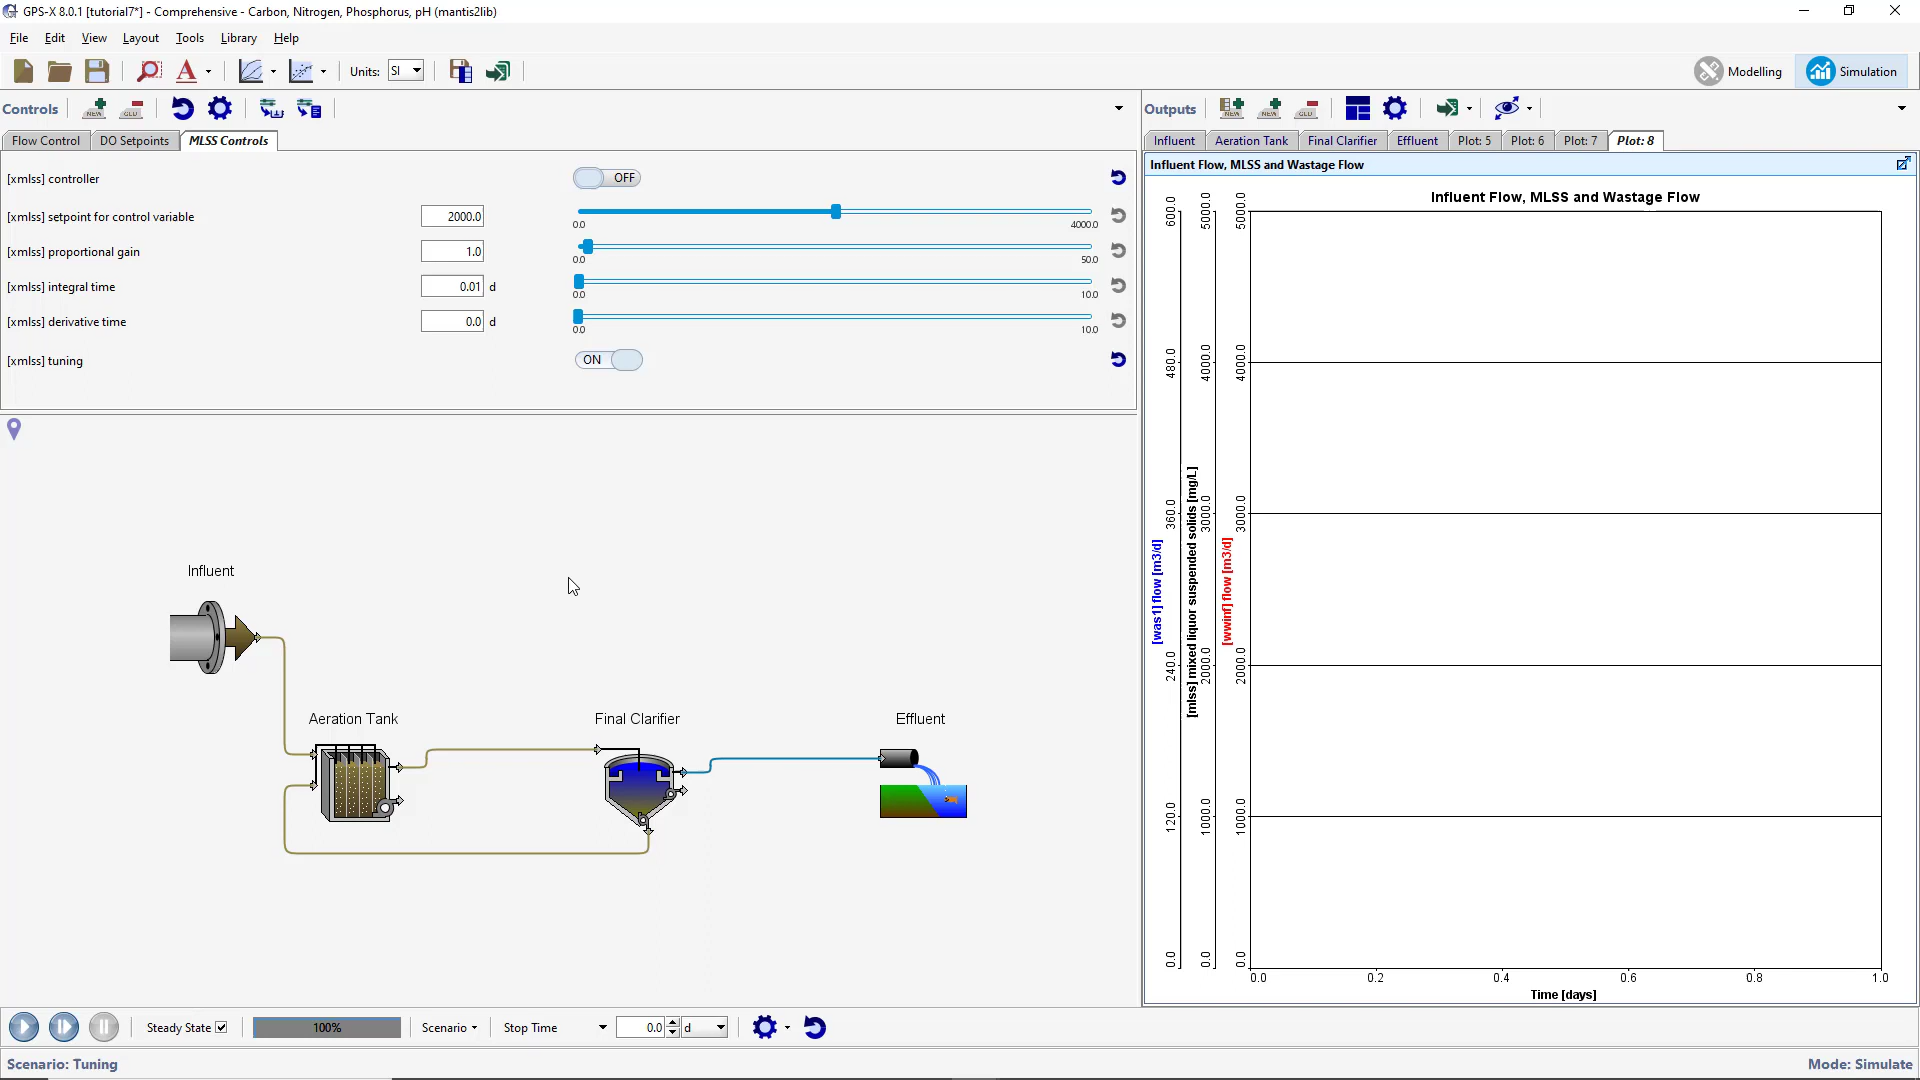 GPS-X 8.0.1 [tutorial7*] - Comprehensive - Carbon, Nitrogen, Phosphorus, pH (mantis2lib)
File Edit View Layout Tools Library Help
Units: SI
Modelling Simulation
Controls NEW OLD
Outputs NEW NEW OLD
Flow Control DO Setpoints MLSS Controls
Influent Aeration Tank Final Clarifier Effluent Plot: 5 Plot: 6 Plot: 7 Plot: 8
[xmlss] controller OFF
[xmlss] setpoint for control variable 2000.0
0.0 4000.0
[xmlss] proportional gain 1.0
0.0 50.0
[xmlss] integral time 0.01 d
0.0 10.0
[xmlss] derivative time 0.0 d
0.0 10.0
[xmlss] tuning ON
Influent
Aeration Tank
Final Clarifier
Effluent
Influent Flow, MLSS and Wastage Flow
Influent Flow, MLSS and Wastage Flow
600.0 5000.0 5000.0
480.0 4000.0 4000.0
360.0 3000.0 3000.0
240.0 2000.0 2000.0
120.0 1000.0 1000.0
0.0 0.0 0.0
[was1] flow [m3/d]
[mlss] mixed liquor suspended solids [mg/L]
[wwinf] flow [m3/d]
0.0 0.2 0.4 0.6 0.8 1.0
Time [days]
Steady State 100% Scenario Stop Time 0.0 d
Scenario: Tuning
Mode: Simulate